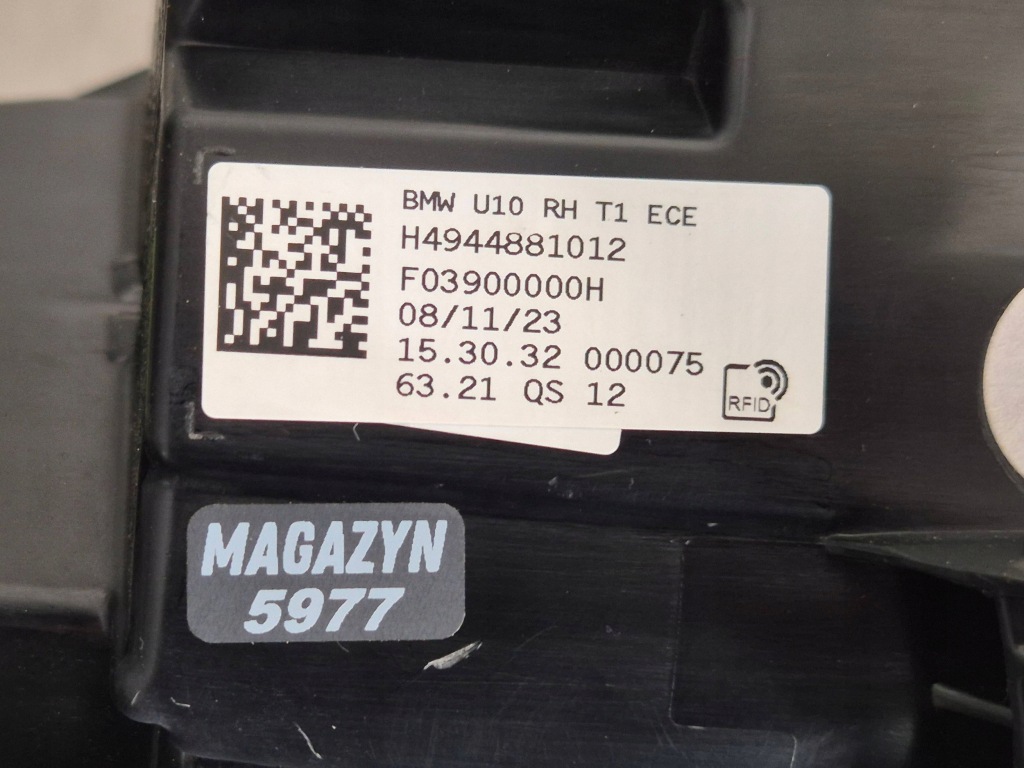 BMW U10 RH T1 ECE
H4944881012
F03900000H
08/11/23
15.30.32 000075
63.21 QS 12
RFID
MAGAZYN
5977